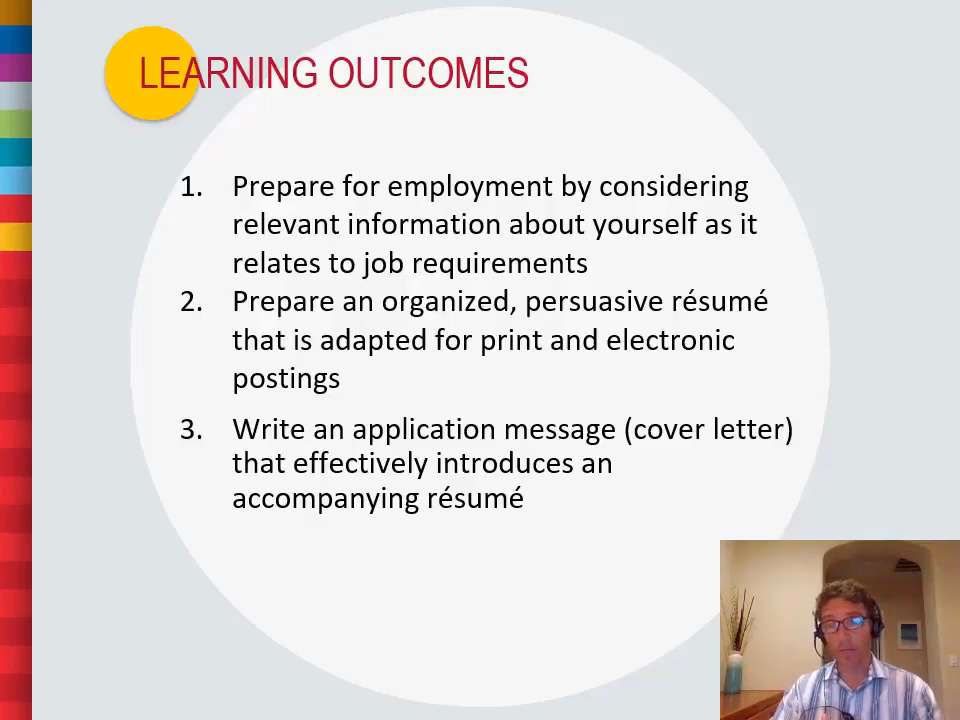 LEARNING OUTCOMES
1. Prepare for employment by considering
relevant information about yourself as it
relates to job requirements
2. Prepare an organized, persuasive résumé
that is adapted for print and electronic
postings
3. Write an application message (cover letter)
that effectively introduces an
accompanying résumé